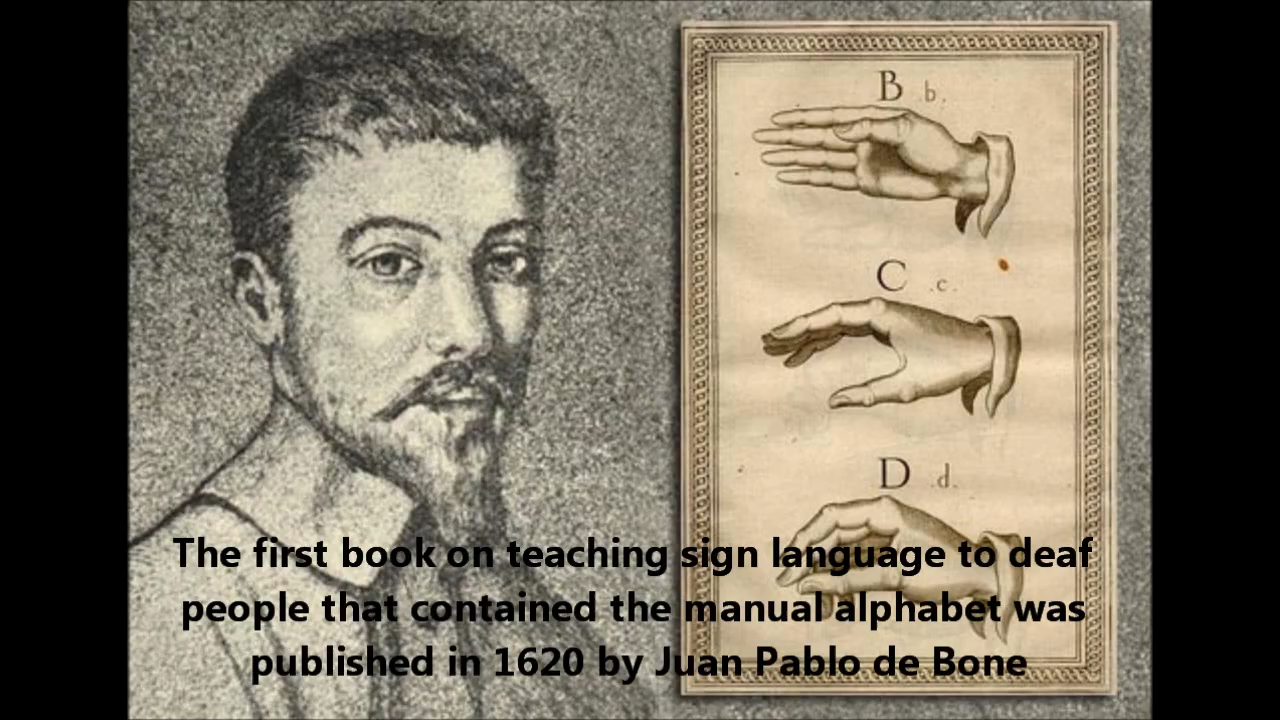 B b.
C .c.
D .d.
The first book on teaching sign language to deaf
people that contained the manual alphabet was
published in 1620 by Juan Pablo de Bone